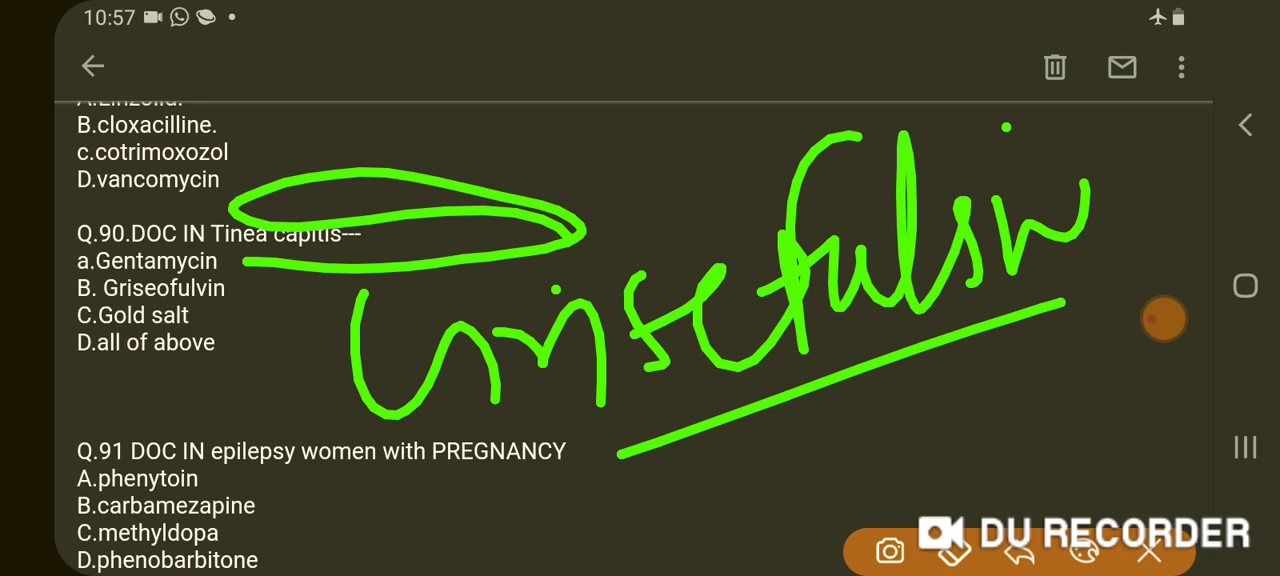 10:57
B.cloxacilline.
c.cotrimoxozol
D.vancomycin
Q.90.DOC IN Tinea capitis---
a.Gentamycin
B. Griseofulvin
C.Gold salt
D.all of above
Grisefulsin
Q.91 DOC IN epilepsy women with PREGNANCY
A.phenytoin
B.carbamezapine
C.methyldopa
D.phenobarbitone
DU RECORDER